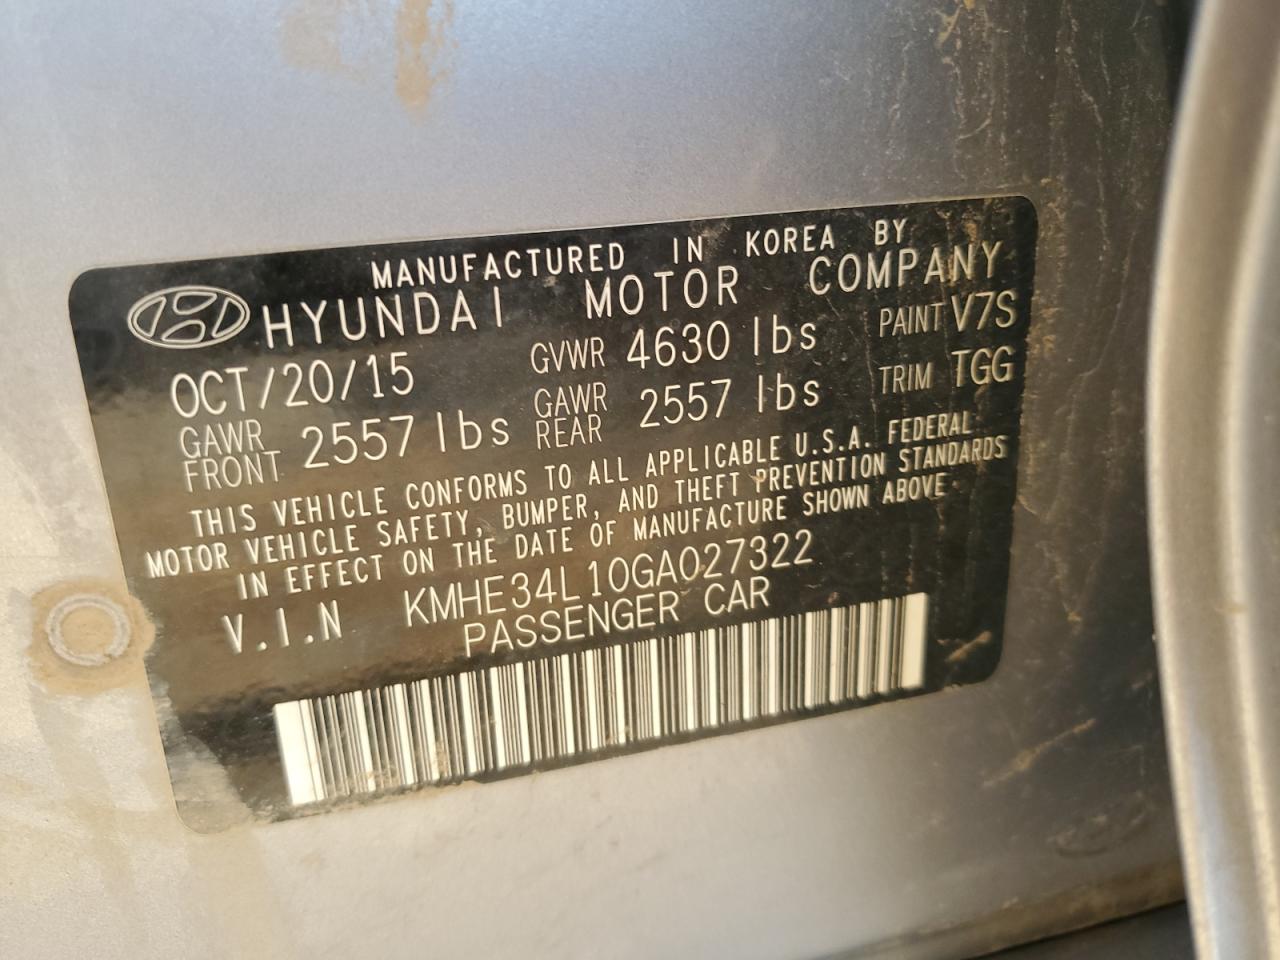 MANUFACTURED IN KOREA BY
HYUNDAI MOTOR COMPANY
OCT/20/15 GVWR 4630 lbs PAINT V7S
GAWR FRONT 2557 lbs GAWR REAR 2557 lbs TRIM TGG
THIS VEHICLE CONFORMS TO ALL APPLICABLE U.S.A. FEDERAL
MOTOR VEHICLE SAFETY, BUMPER, AND THEFT PREVENTION STANDARDS
IN EFFECT ON THE DATE OF MANUFACTURE SHOWN ABOVE
V.I.N KMHE34L10GA027322
PASSENGER CAR